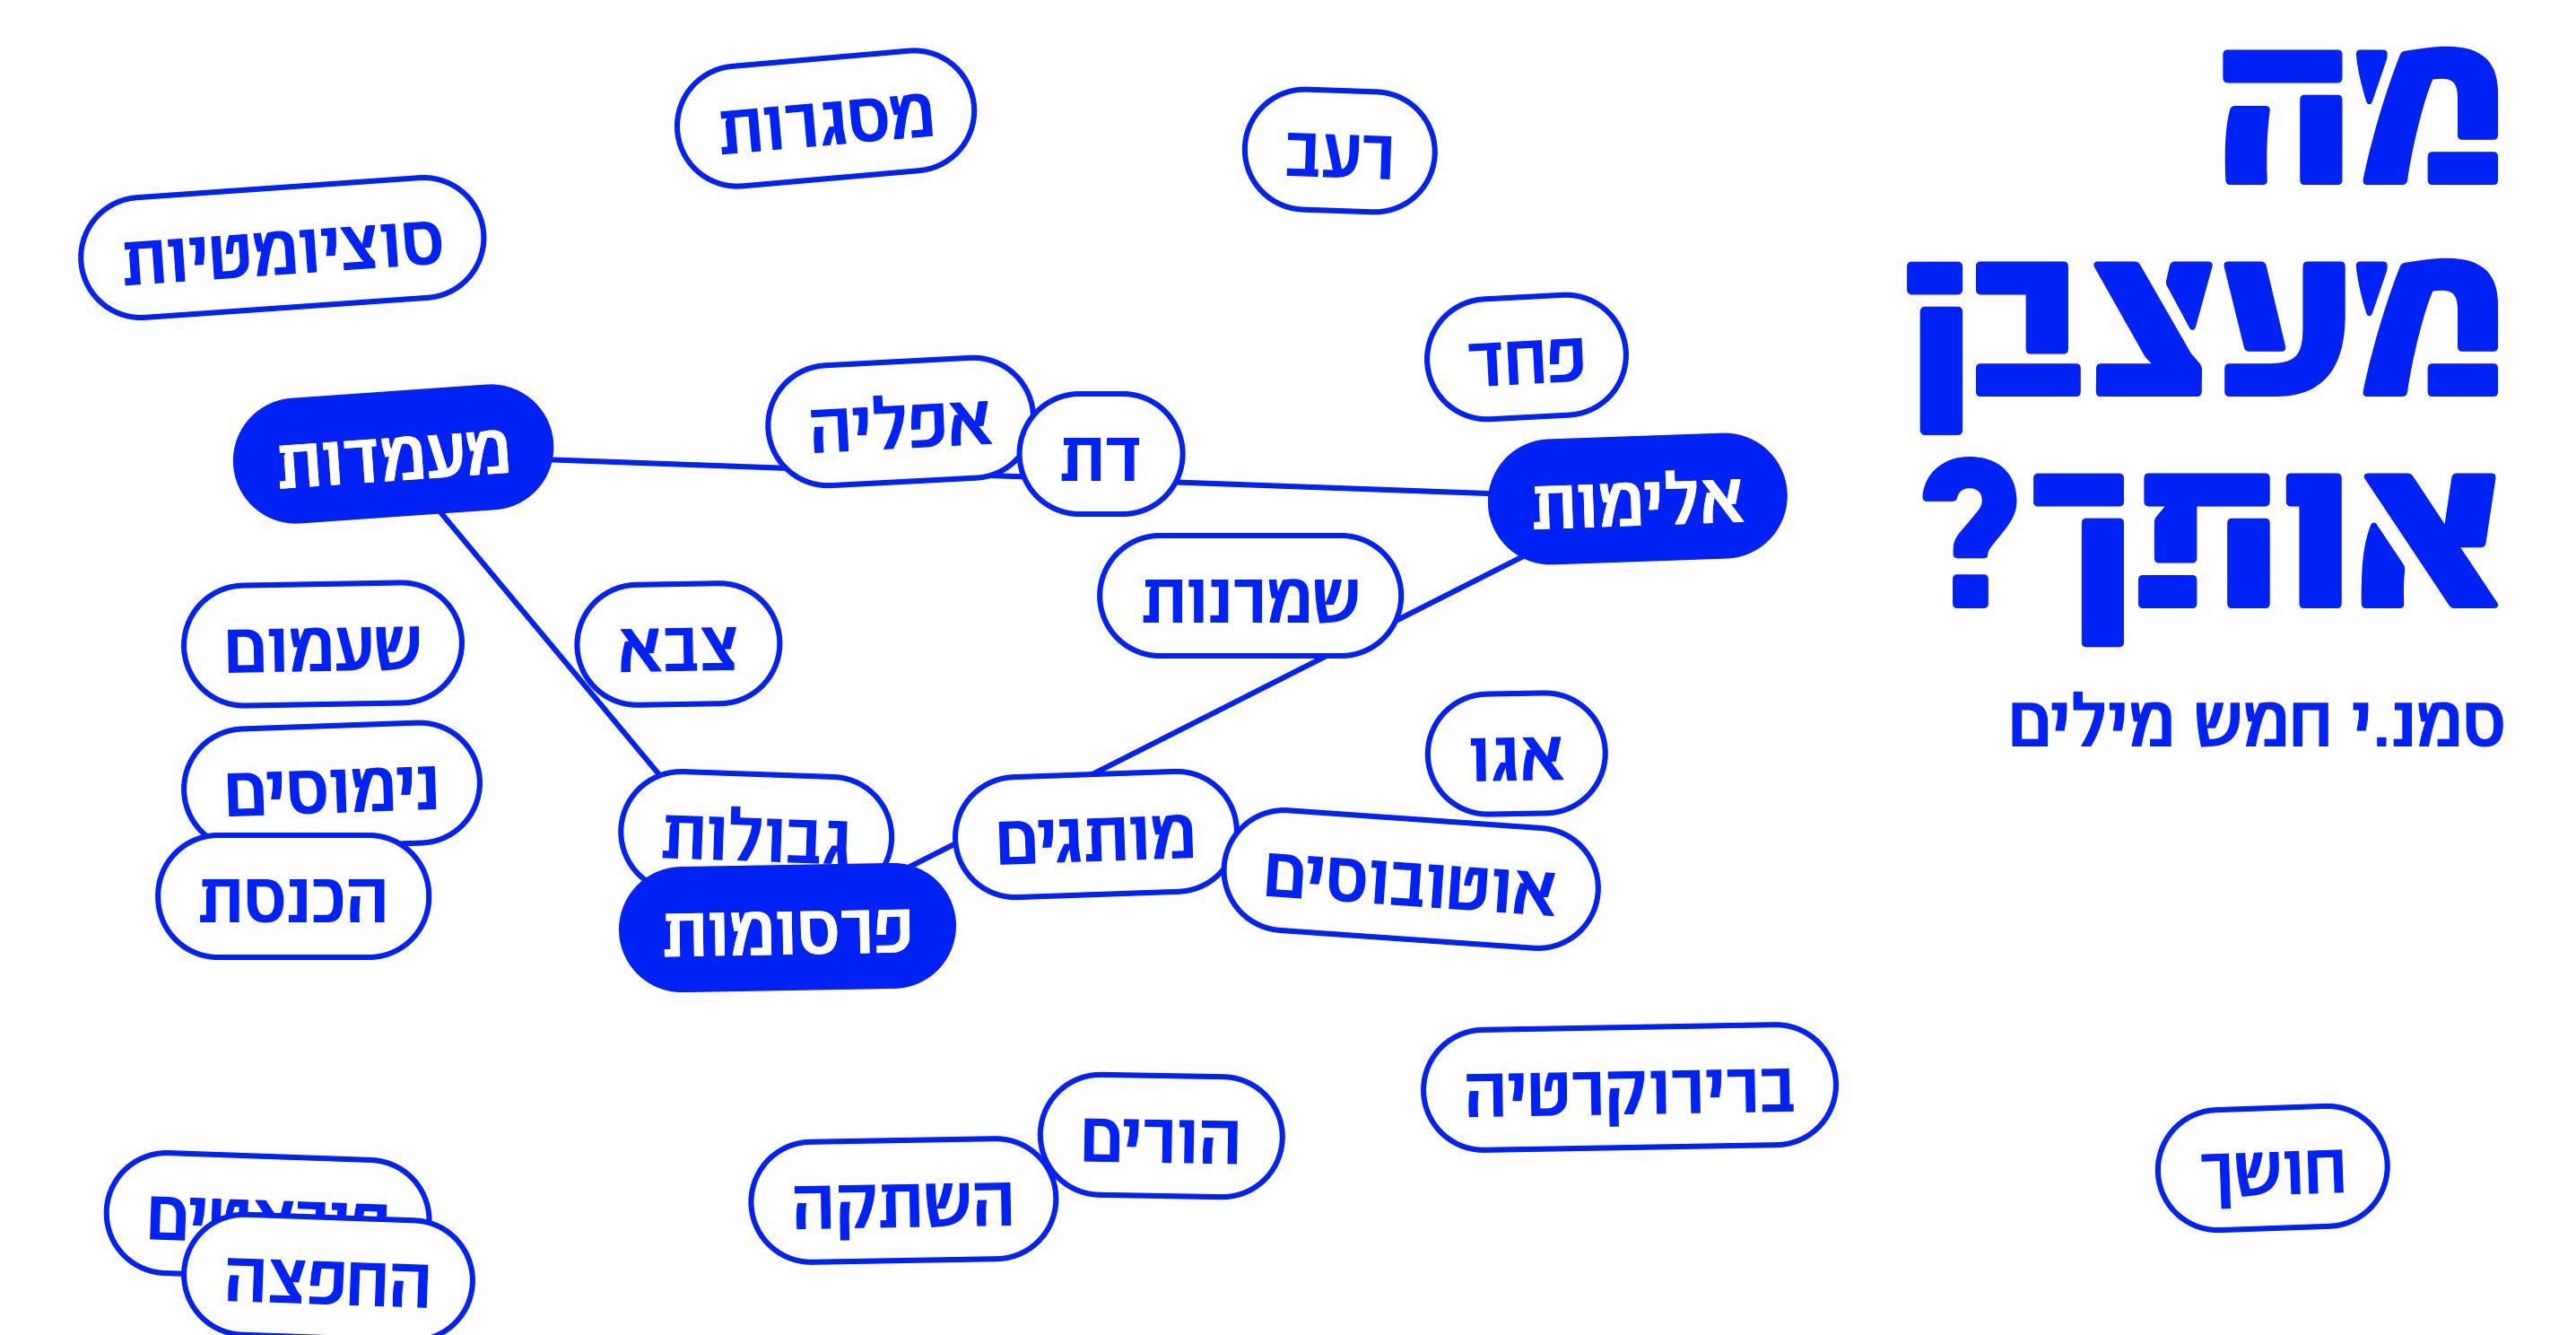 מה
מעצבן
אותך?
סמנ.י חמש מילים
רעב
מסגרות
סוציומטיות
פחד
אפליה
דת
מעמדות
אלימות
שמרנות
צבא
שעמום
אגו
נימוסים
גבולות
מותגים
אוטובוסים
הכנסת
פרסומות
ברירוקרטיה
הורים
השתקה
חושך
החפצה